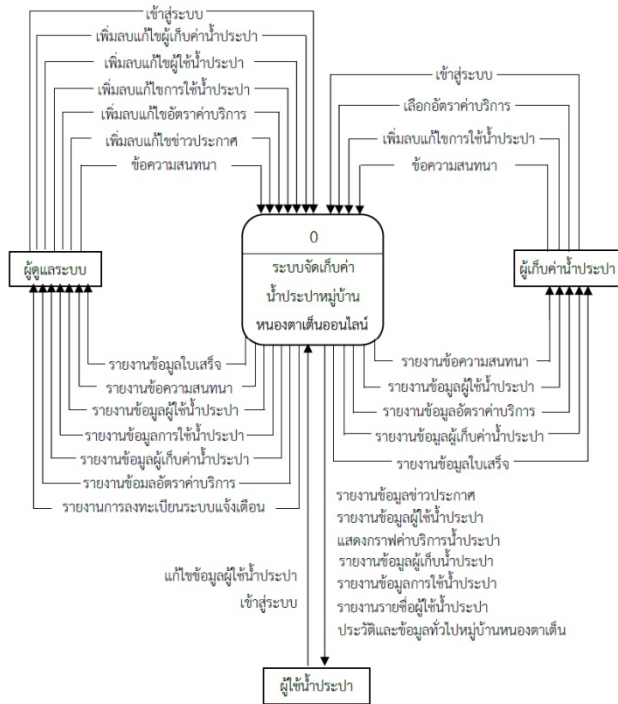 เข้าสู่ระบบ
เพิ่มลบแก้ไขผู้เก็บค่าน้ำประปา
เพิ่มลบแก้ไขผู้ใช้น้ำประปา
เพิ่มลบแก้ไขการใช้น้ำประปา
เพิ่มลบแก้ไขอัตราค่าบริการ
เพิ่มลบแก้ไขข่าวประกาศ
ข้อความสนทนา
เข้าสู่ระบบ
เลือกอัตราค่าบริการ
เพิ่มลบแก้ไขการใช้น้ำประปา
ข้อความสนทนา
ผู้ดูแลระบบ
0
ระบบจัดเก็บค่า
น้ำประปาหมู่บ้าน
หนองตาเต็นออนไลน์
ผู้เก็บค่าน้ำประปา
รายงานข้อมูลใบเสร็จ
รายงานข้อความสนทนา
รายงานข้อมูลผู้ใช้น้ำประปา
รายงานข้อมูลการใช้น้ำประปา
รายงานข้อมูลผู้เก็บค่าน้ำประปา
รายงานข้อมลอัตราค่าบริการ
รายงานการลงทะเบียนระบบแจ้งเตือน
รายงานข้อความสนทนา
รายงานข้อมูลผู้ใช้น้ำประปา
รายงานข้อมูลอัตราค่าบริการ
รายงานข้อมูลผู้เก็บค่าน้ำประปา
รายงานข้อมูลใบเสร็จ
แก้ไขข้อมูลผู้ใช้น้ำประปา
เข้าสู่ระบบ
รายงานข้อมูลข่าวประกาศ
รายงานข้อมูลผู้ใช้น้ำประปา
แสดงกราฟค่าบริการน้ำประปา
รายงานข้อมูลผู้เก็บน้ำประปา
รายงานข้อมูลการใช้น้ำประปา
รายงานรายชื่อผู้ใช้น้ำประปา
ประวัติและข้อมูลทั่วไปหมู่บ้านหนองตาเต็น
ผู้ใช้น้ำประปา